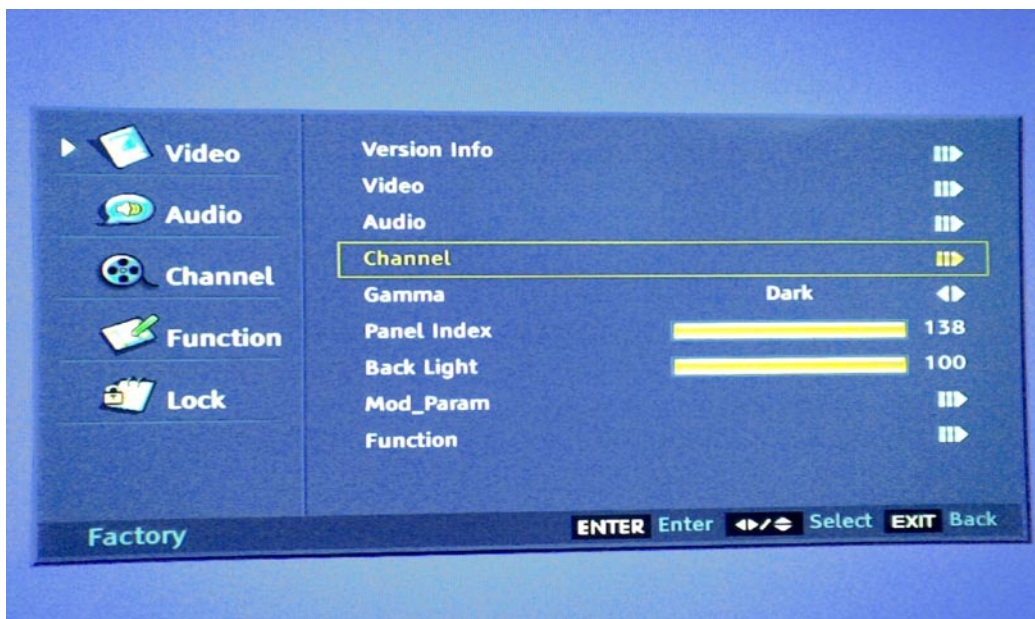 Video
Audio
Channel
Function
Lock
Version Info
Video
Audio
Channel
Gamma Dark
Panel Index 138
Back Light 100
Mod_Param
Function
Factory
ENTER Enter / Select EXIT Back